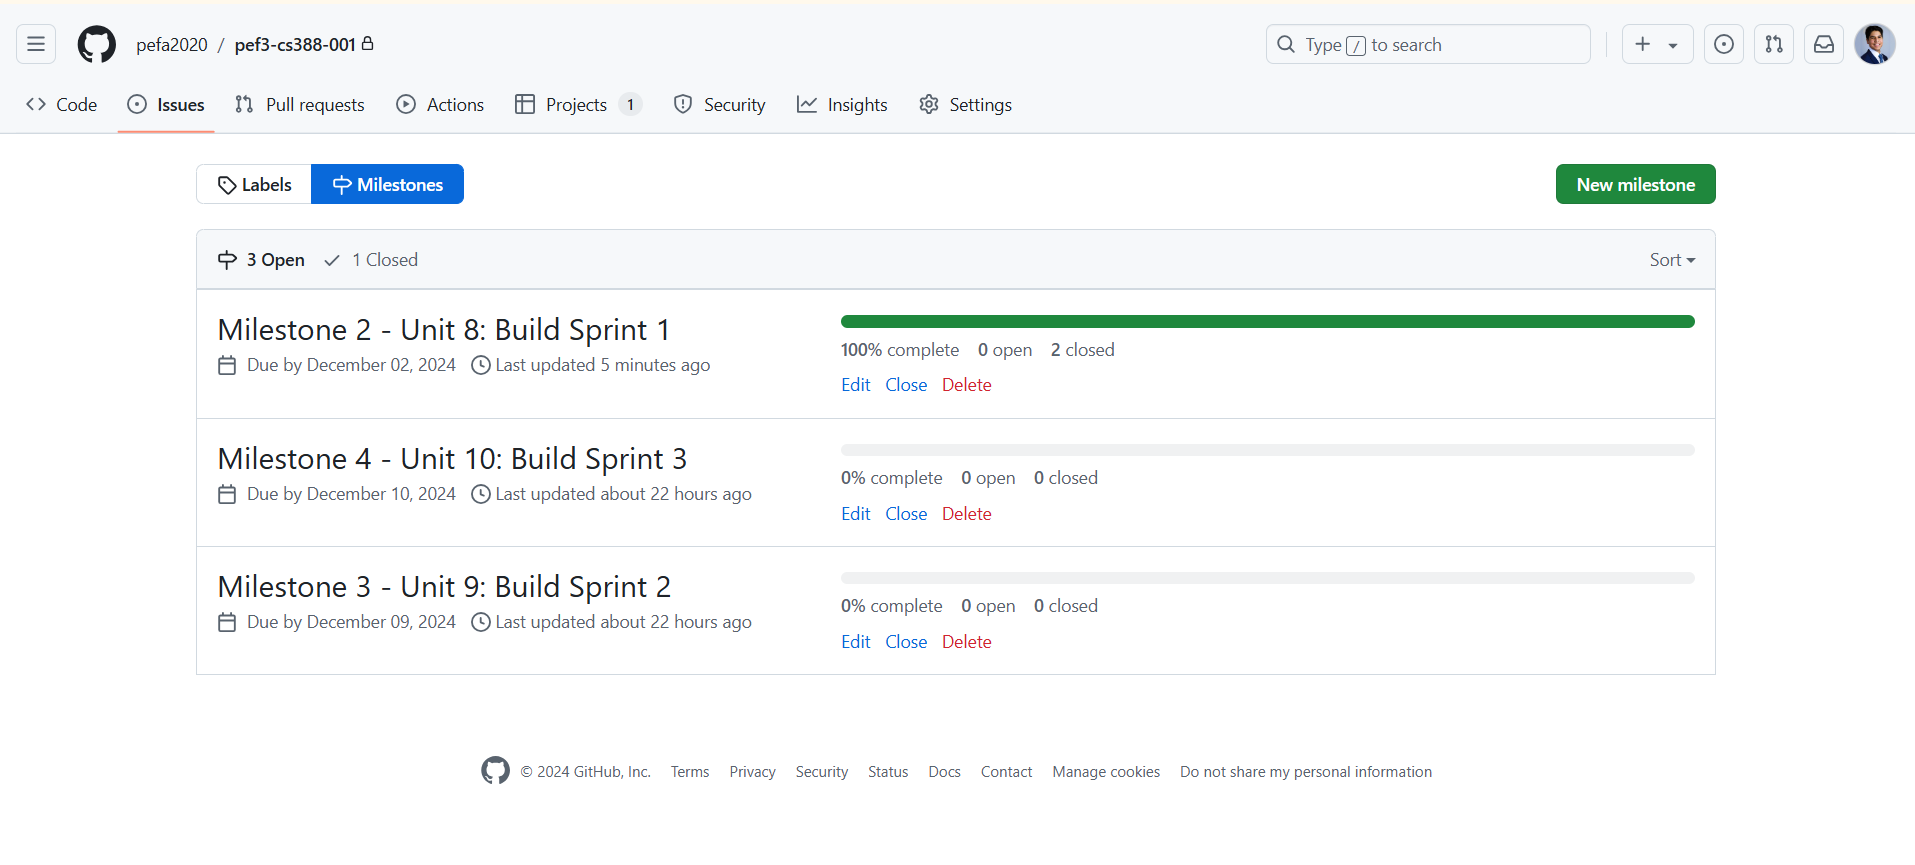 pefa2020 / pef3-cs388-001
Type / to search
Code Issues Pull requests Actions Projects 1 Security Insights Settings
Labels Milestones
New milestone
3 Open 1 Closed
Sort
Milestone 2 - Unit 8: Build Sprint 1
Due by December 02, 2024 Last updated 5 minutes ago
100% complete 0 open 2 closed
Edit Close Delete
Milestone 4 - Unit 10: Build Sprint 3
Due by December 10, 2024 Last updated about 22 hours ago
0% complete 0 open 0 closed
Edit Close Delete
Milestone 3 - Unit 9: Build Sprint 2
Due by December 09, 2024 Last updated about 22 hours ago
0% complete 0 open 0 closed
Edit Close Delete
© 2024 GitHub, Inc. Terms Privacy Security Status Docs Contact Manage cookies Do not share my personal information